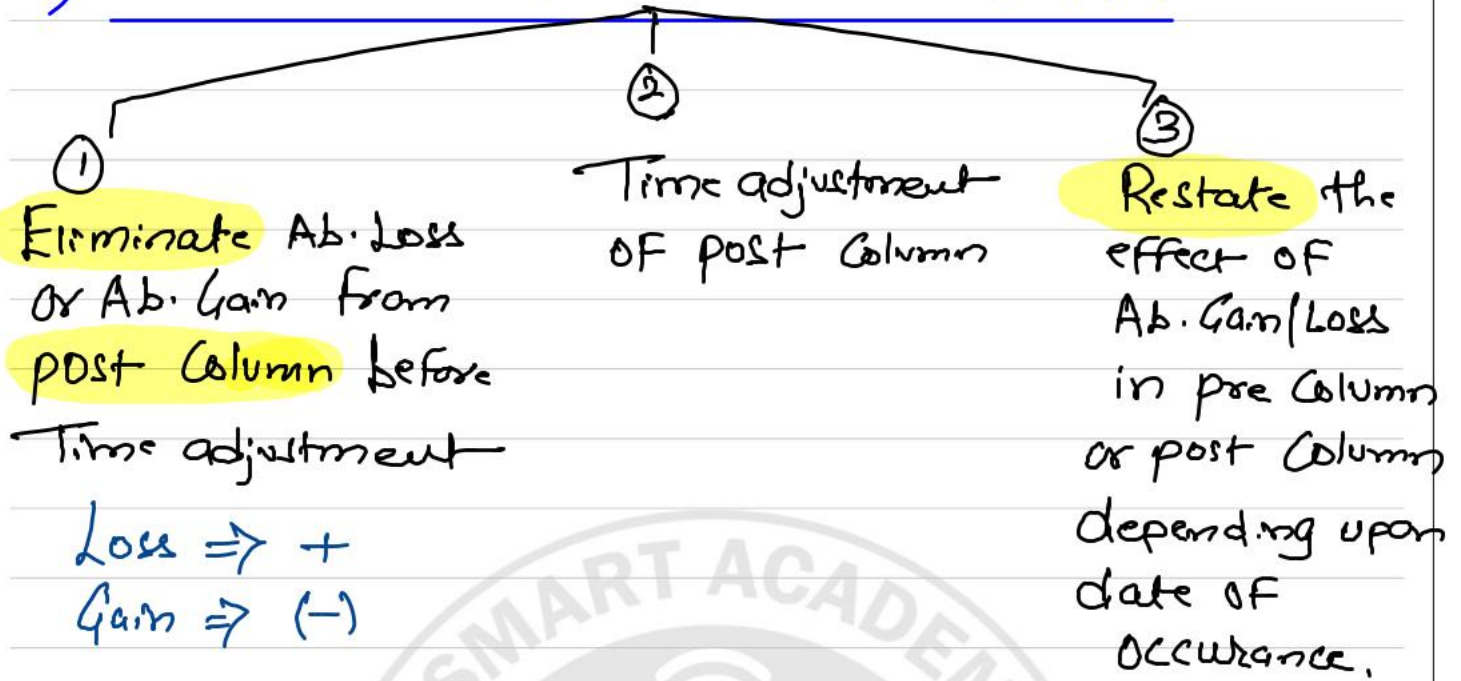 ①
Eliminate Ab. Loss
or Ab. Gain from
post Column before
Time adjustment
Loss ⇒ +
Gain ⇒ (-)
②
Time adjustment
of post Column
③
Restate the
effect of
Ab. Gain/Loss
in pre Column
or post Column
depending upon
date of
occurance.
SMART ACADEM